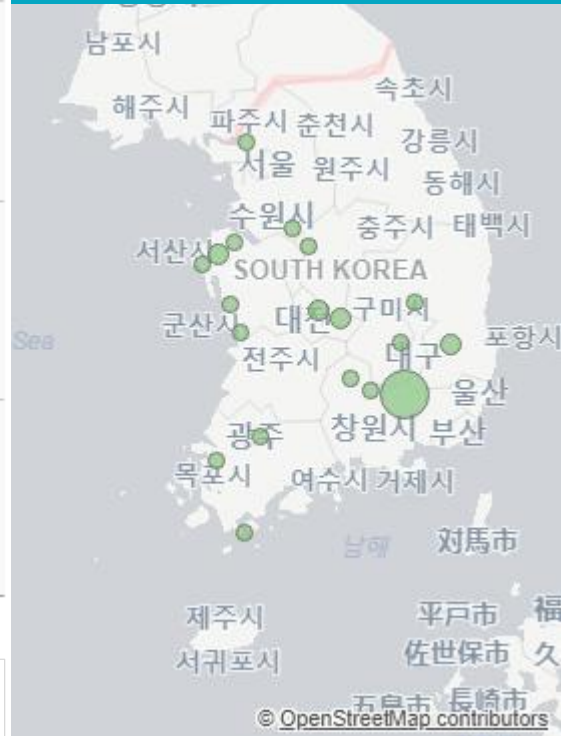 남포시
속초시
해주시
파주시 춘천시
강릉시
서울 원주시
동해시
수원시
충주시 태백시
서산시
SOUTH KOREA
대전 구미시
군산시
Sea
대구 포항시
전주시
울산
창원시 부산
광주
목포시 여수시 거제시
남해 対馬市
제주시 平戸市 福
서귀포시 佐世保市 久
長崎市
© OpenStreetMap contributors